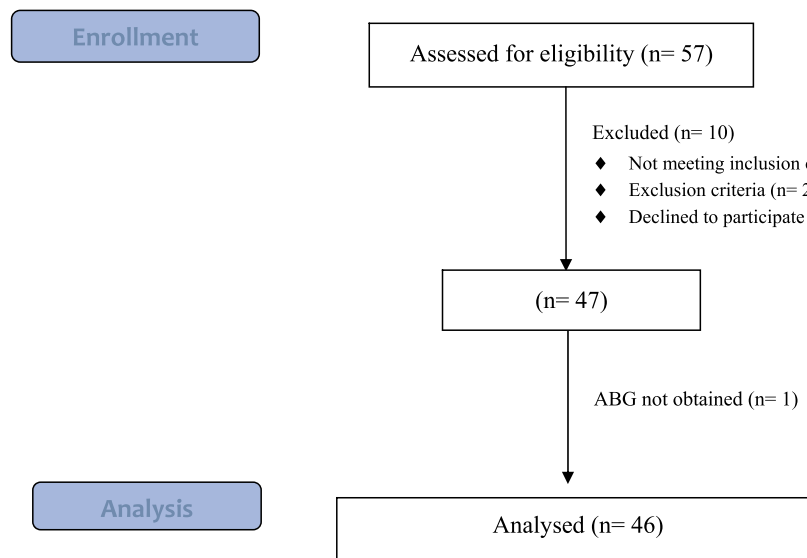 Enrollment
Assessed for eligibility (n= 57)
Excluded (n= 10)
♦ Not meeting inclusion
♦ Exclusion criteria (n= 2
♦ Declined to participate
(n= 47)
ABG not obtained (n= 1)
Analysis
Analysed (n= 46)